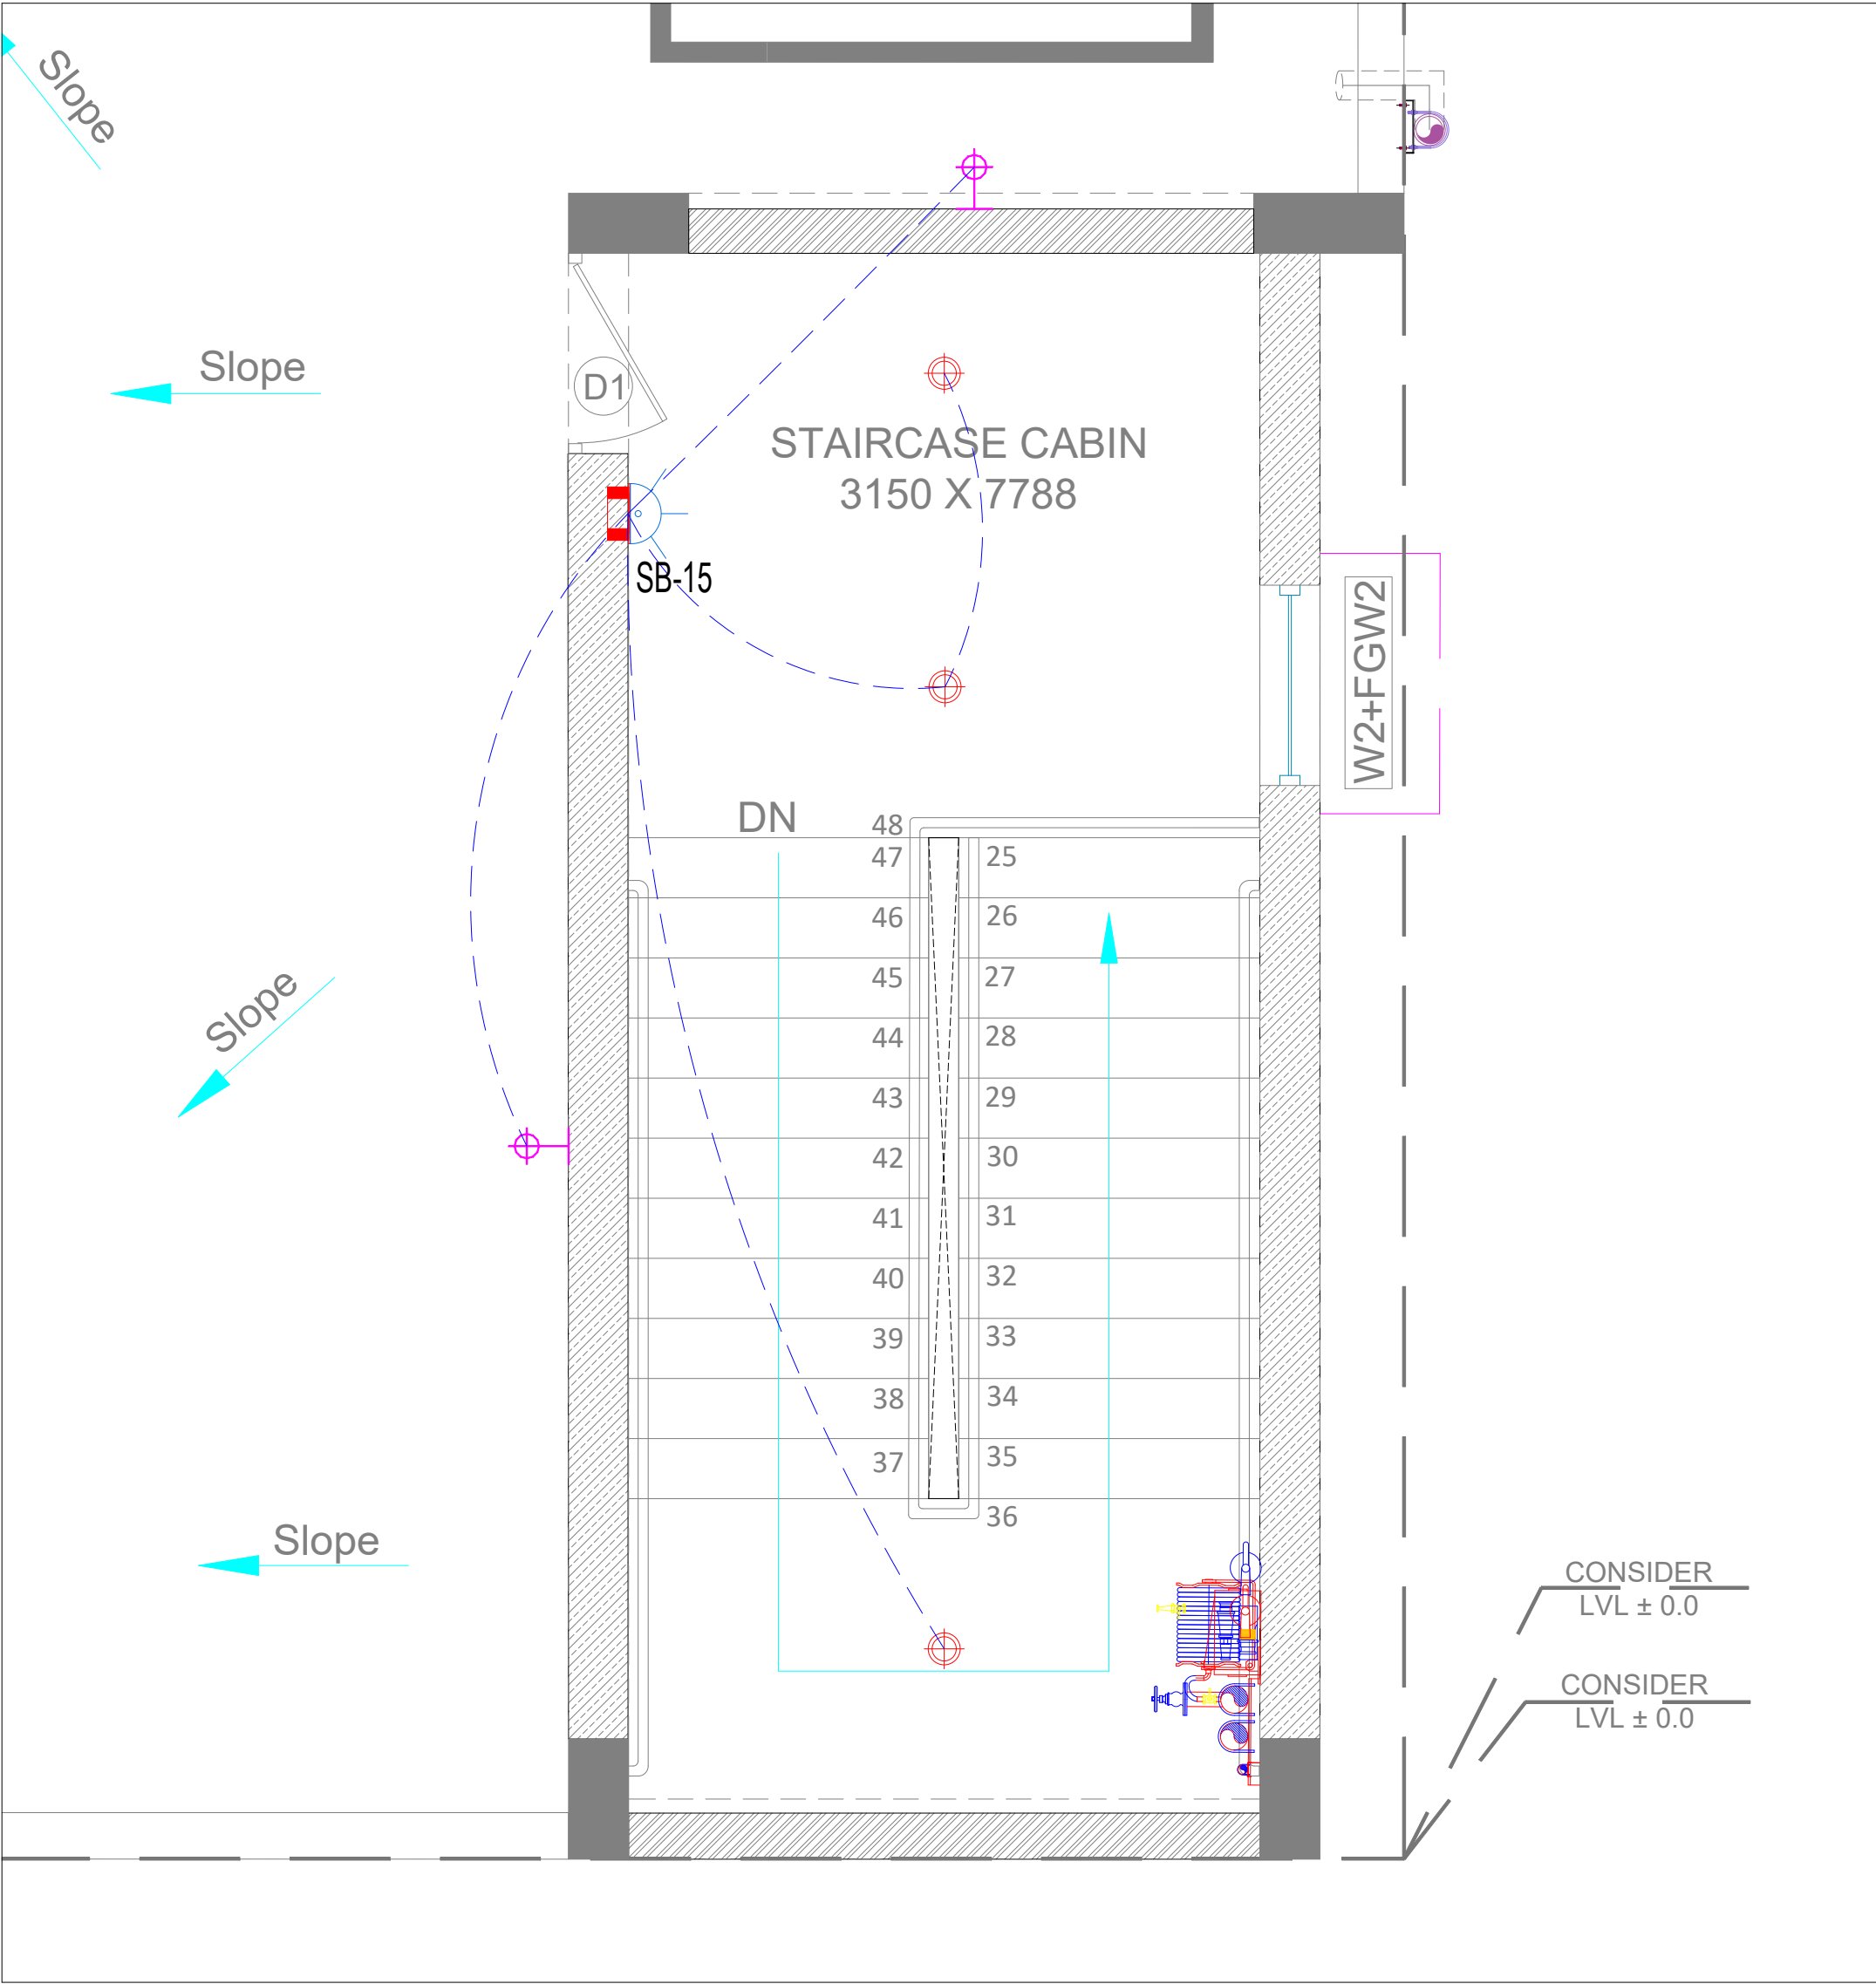 Slope
Slope
D1
STAIRCASE CABIN
3150 X 7788
SB-15
W2+FGW2
DN
48
47 25
46 26
45 27
44 28
43 29
42 30
41 31
40 32
39 33
38 34
37 35
36
Slope
Slope
CONSIDER
LVL ± 0.0
CONSIDER
LVL ± 0.0